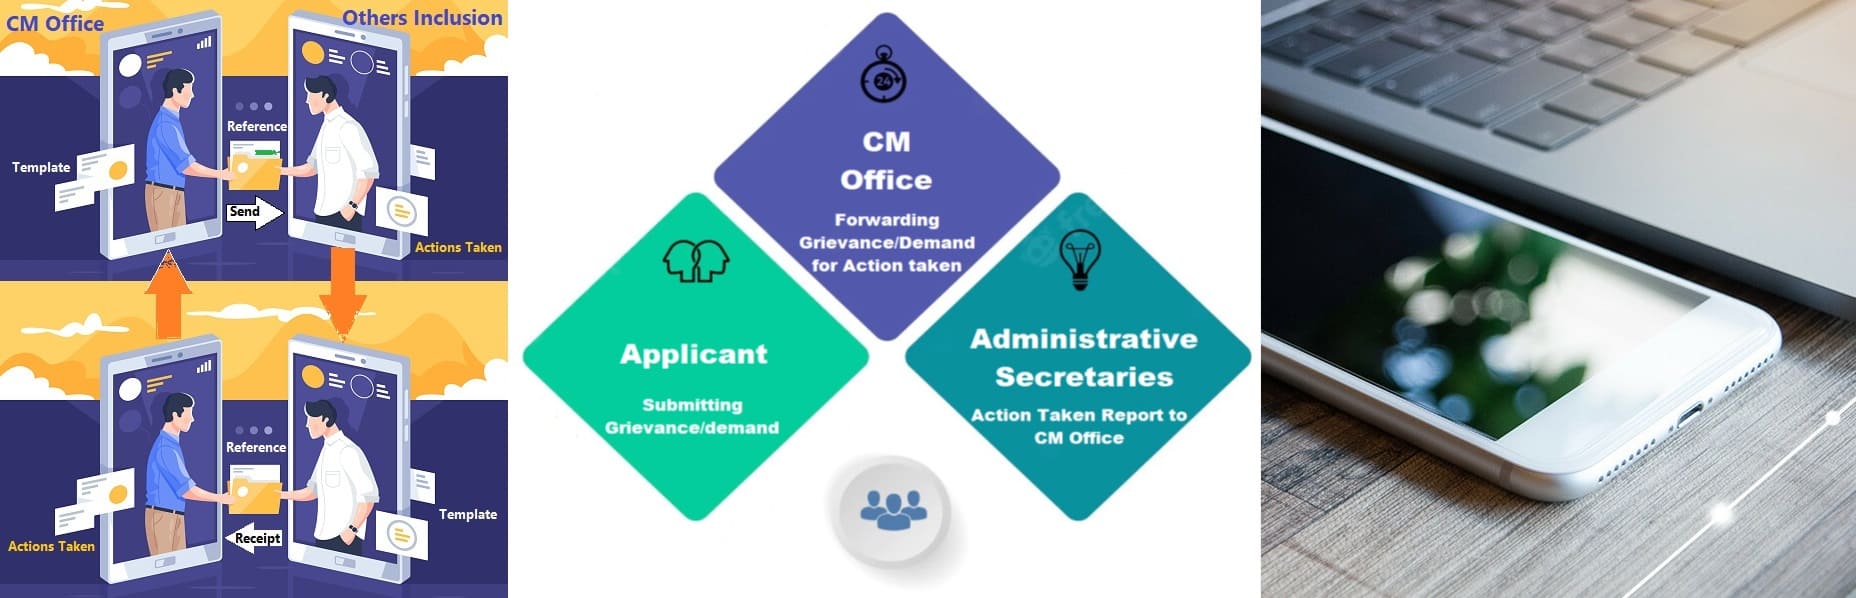 CM Office
Others Inclusion
Reference
Template
Send
Actions Taken
Reference
Template
Receipt
Actions Taken
24
CM
Office
Forwarding
Grievance/Demand
for Action taken
Applicant
Submitting
Grievance/demand
Administrative
Secretaries
Action Taken Report to
CM Office